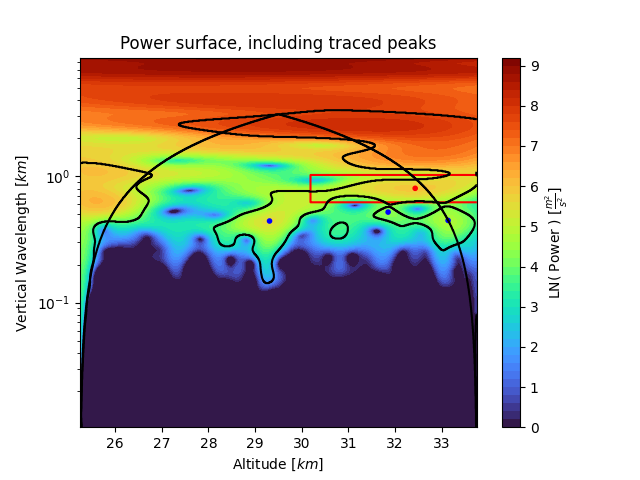 Power surface, including traced peaks
Vertical Wavelength [km]
10⁰
10⁻¹
26 27 28 29 30 31 32 33
Altitude [km]
9
8
7
6
5
4
3
2
1
0
LN( Power ) [m²/s²]